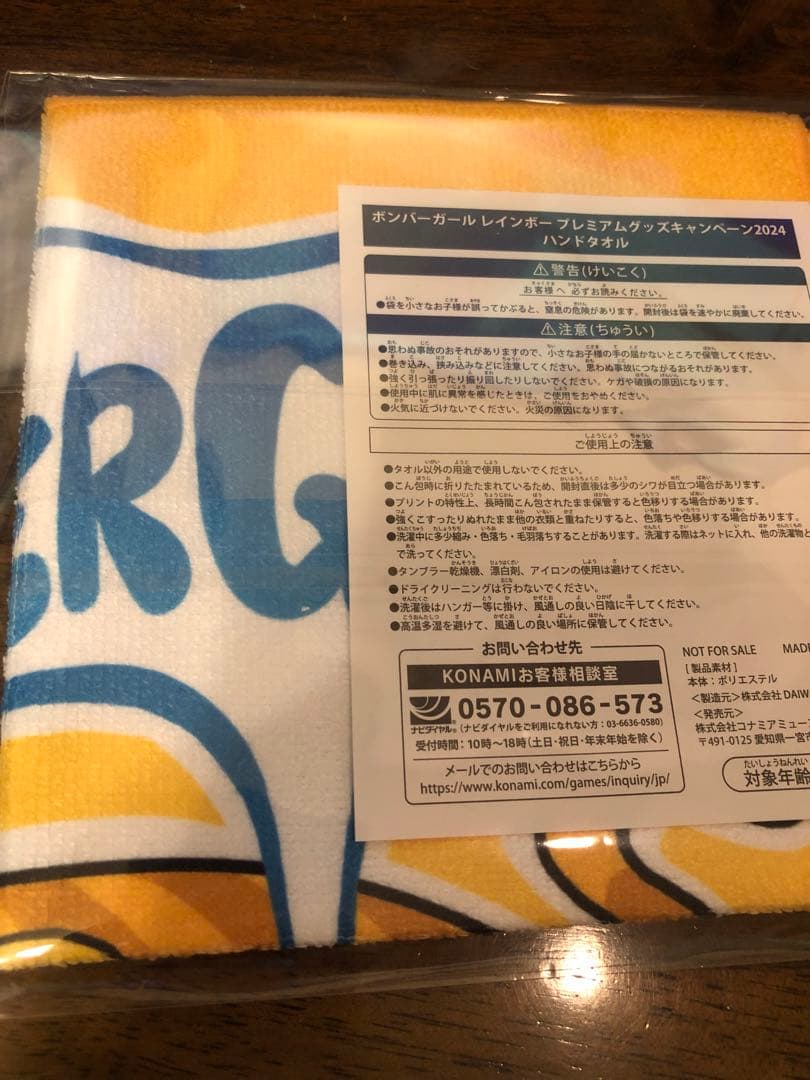 ERG
ボンバーガール レインボー プレミアムグッズキャンペーン2024
ハンドタオル
⚠警告(けいこく)
お客様へ 必ずお読みください。
●袋を小さなお子様が誤ってかぶると、窒息の危険があります。開封後は袋を速やかに廃棄してください。
⚠注意(ちゅうい)
●思わぬ事故のおそれがありますので、小さなお子様の手の届かないところで保管してください。
●巻き込み、挟み込みなどに注意してください。思わぬ事故につながるおそれがあります。
●強く引っ張ったり振り回したりしないでください。ケガや破損の原因になります。
●使用中に肌に異常を感じたときは、ご使用をおやめください。
●火気に近づけないでください。火災の原因になります。
ご使用上の注意
●タオル以外の用途で使用しないでください。
●こん包時に折りたたまれているため、開封直後は多少のシワが目立つ場合があります。
●プリントの特性上、長時間こん包されたまま保管すると色移りする場合があります。
●強くこすったりぬれたまま他の衣類と重ねたりすると、色落ちや色移りする場合があります。
●洗濯中に多少縮み・色落ち・毛羽落ちすることがあります。洗濯する際はネットに入れ、他の洗濯物と
で洗ってください。
●タンブラー乾燥機、漂白剤、アイロンの使用は避けてください。
●ドライクリーニングは行わないでください。
●洗濯後はハンガー等に掛け、風通しの良い日陰に干してください。
●高温多湿を避けて、風通しの良い場所に保管してください。
お問い合わせ先
KONAMIお客様相談室
ナビダイヤル® 0570-086-573
(ナビダイヤルをご利用になれない方:03-6636-0580)
受付時間:10時〜18時(土日・祝日・年末年始を除く)
メールでのお問い合わせはこちらから
https://www.konami.com/games/inquiry/jp/
NOT FOR SALE MADE
[製品素材]
本体:ポリエステル
<製造元>株式会社 DAIW
<発売元>
株式会社コナミアミュー
〒491-0125 愛知県一宮市
対象年齢